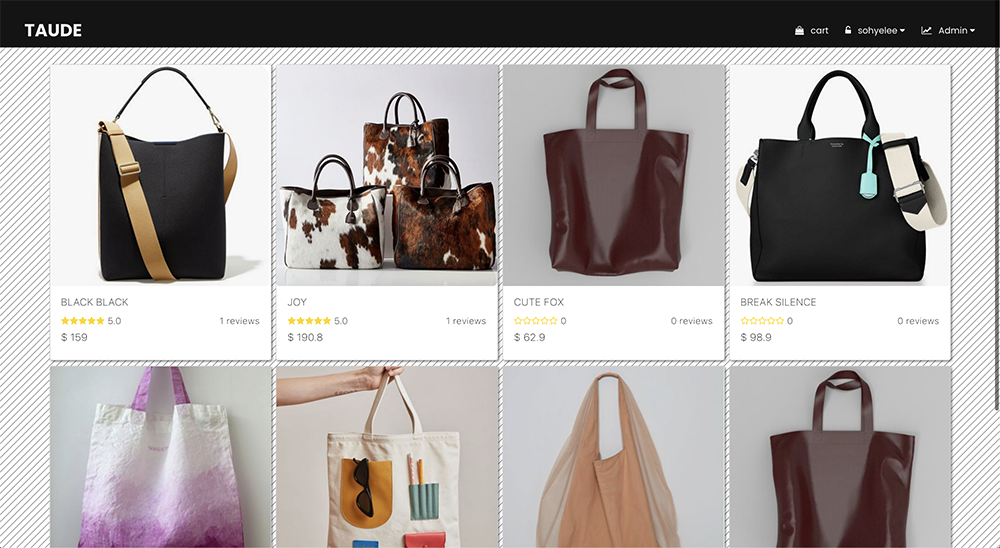 TAUDE
cart
sohyelee
Admin
BLACK BLACK
5.0
1 reviews
$ 159
JOY
5.0
1 reviews
$ 190.8
CUTE FOX
0
0 reviews
$ 62.9
BREAK SILENCE
0
0 reviews
$ 98.9